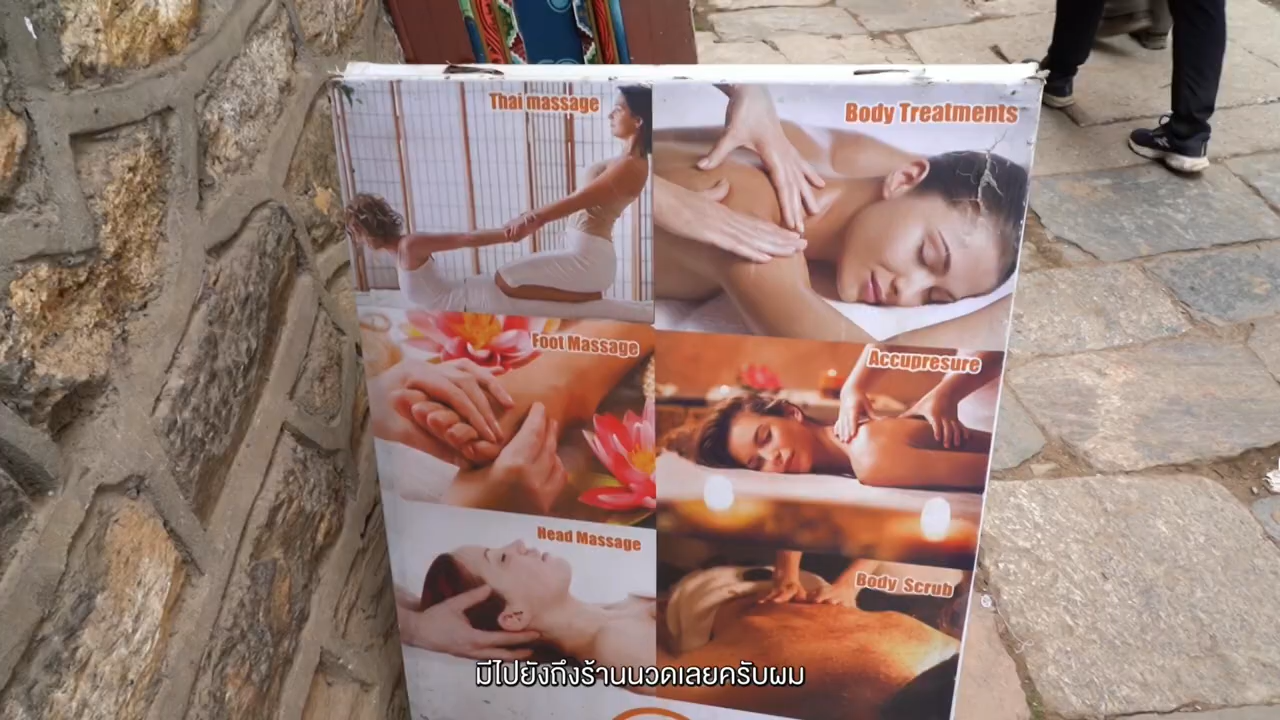 Thai massage
Body Treatments
Foot Massage
Accupresure
Head Massage
Body Scrub
มีไปยังถึงร้านนวดเลยครับผม